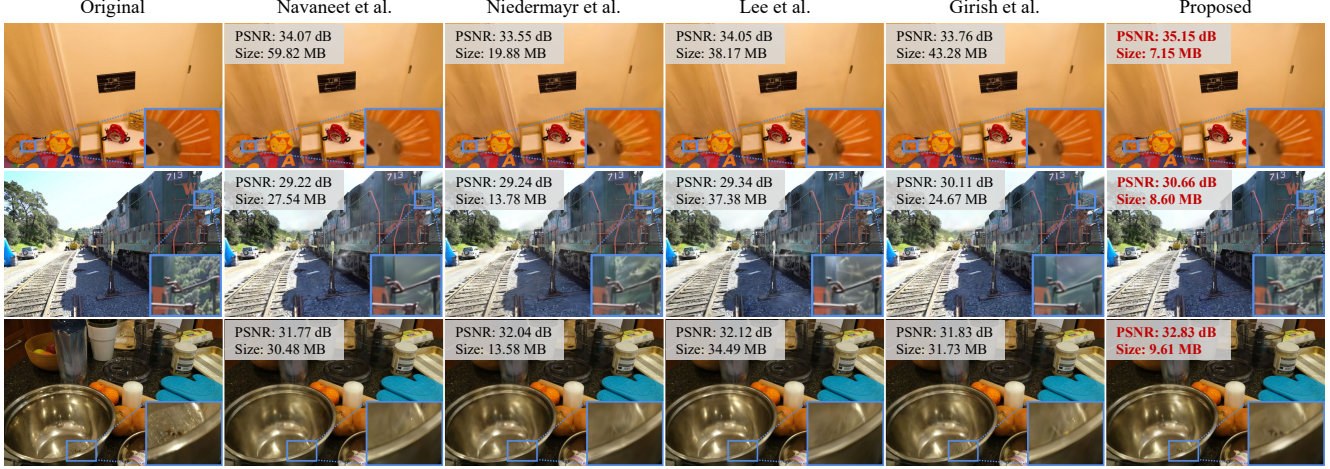 Original Navaneet et al. Niedermayr et al. Lee et al. Girish et al. Proposed
PSNR: 34.07 dB PSNR: 33.55 dB PSNR: 34.05 dB PSNR: 33.76 dB PSNR: 35.15 dB
Size: 59.82 MB Size: 19.88 MB Size: 38.17 MB Size: 43.28 MB Size: 7.15 MB
A A A A A A
713 713 713 713 713 713
PSNR: 29.22 dB PSNR: 29.24 dB PSNR: 29.34 dB PSNR: 30.11 dB PSNR: 30.66 dB
Size: 27.54 MB Size: 13.78 MB Size: 37.38 MB Size: 24.67 MB Size: 8.60 MB
PSNR: 31.77 dB PSNR: 32.04 dB PSNR: 32.12 dB PSNR: 31.83 dB PSNR: 32.83 dB
Size: 30.48 MB Size: 13.58 MB Size: 34.49 MB Size: 31.73 MB Size: 9.61 MB